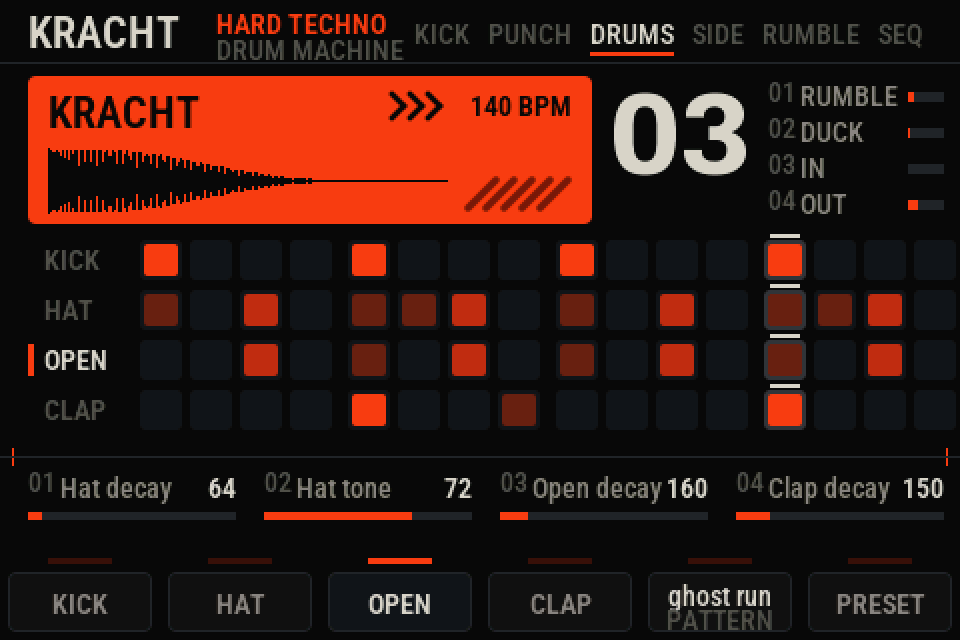 KRACHT
HARD TECHNO
DRUM MACHINE
KICK PUNCH DRUMS SIDE RUMBLE SEQ
KRACHT
140 BPM
03
01 RUMBLE
02 DUCK
03 IN
04 OUT
KICK
HAT
OPEN
CLAP
01 Hat decay 64
02 Hat tone 72
03 Open decay 160
04 Clap decay 150
KICK
HAT
OPEN
CLAP
ghost run
PATTERN
PRESET